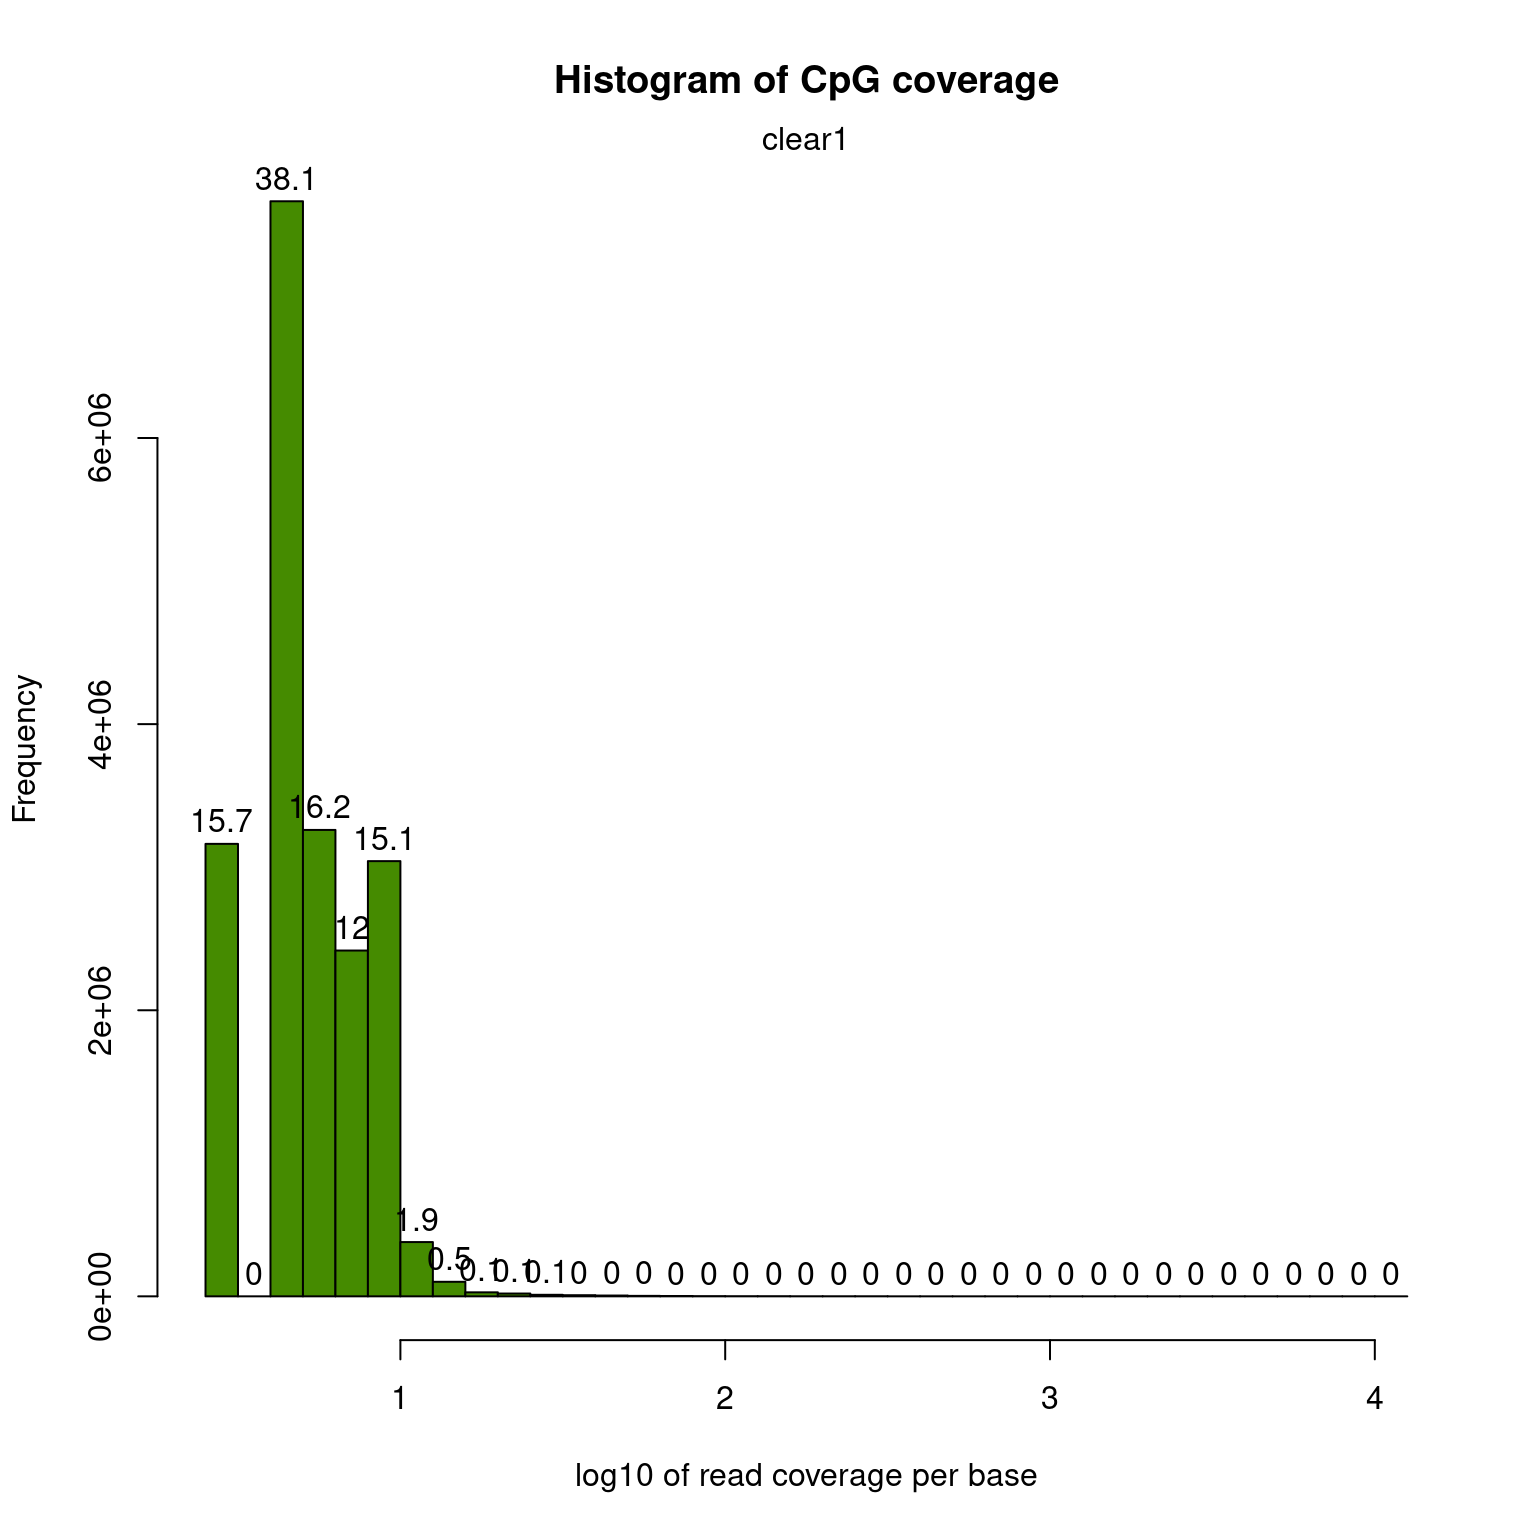 Histogram of CpG coverage
clear1
38.1
15.7
16.2
15.1
12
1.9
0.5
0 0.1 0.1 0.1 0 0 0 0 0 0 0 0 0 0 0 0 0 0 0 0 0 0 0 0 0 0 0 0 0 0
Frequency
6e+06
4e+06
2e+06
0e+00
1 2 3 4
log10 of read coverage per base